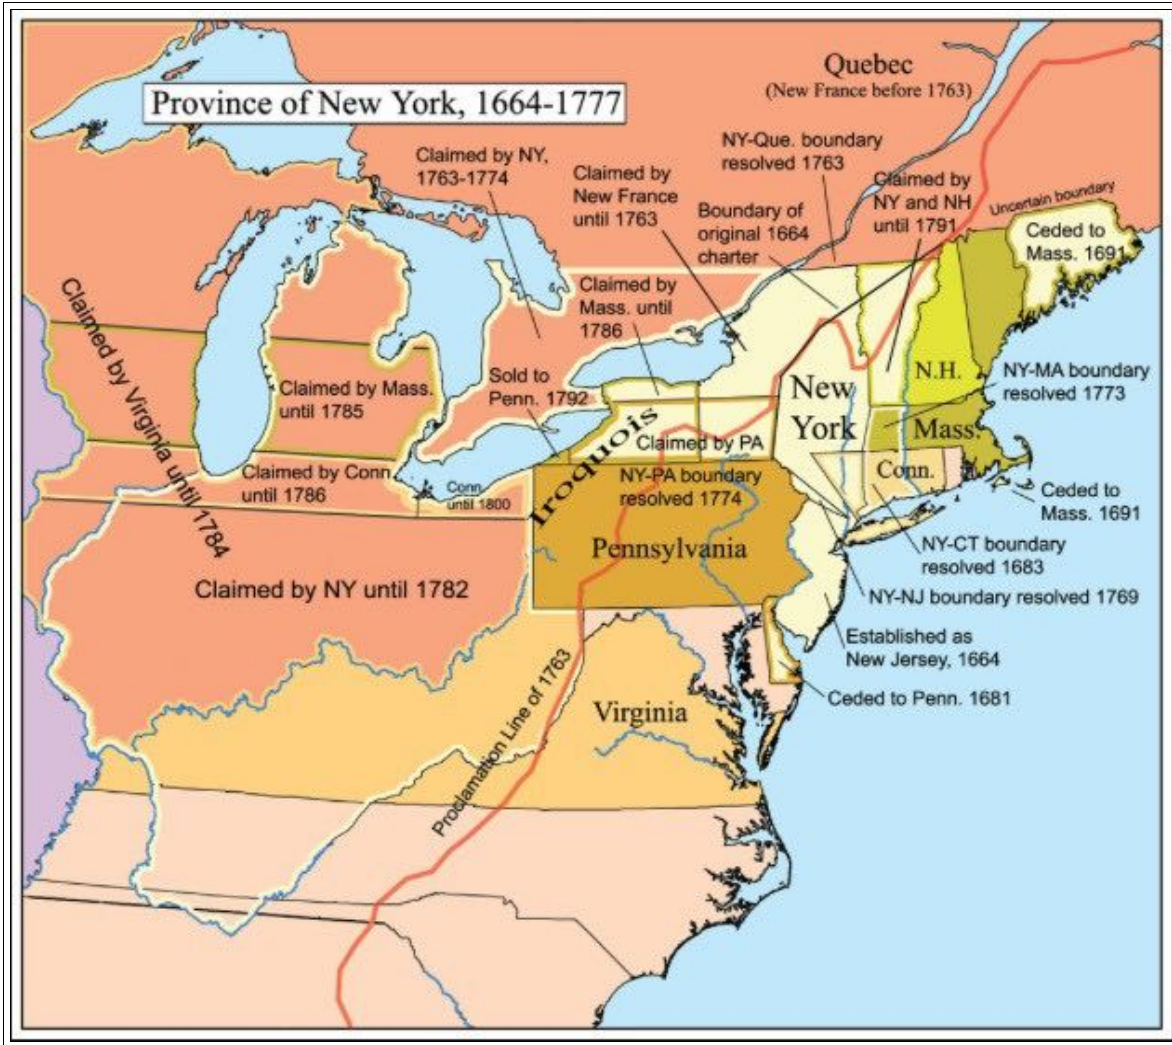 Province of New York, 1664-1777
Quebec
(New France before 1763)
Claimed by NY,
1763-1774
Claimed by
New France
until 1763
NY-Que. boundary
resolved 1763
Claimed by
NY and NH
until 1791
Uncertain boundary
Boundary of
original 1664
charter
Ceded to
Mass. 1691
Claimed by
Mass. until
1786
Claimed by Virginia until 1784
Claimed by Mass.
until 1785
Sold to
Penn. 1792
N.H.
NY-MA boundary
resolved 1773
New
York
Mass.
Iroquois
Claimed by PA
Claimed by Conn.
until 1786
Conn.
until 1800
NY-PA boundary
resolved 1774
Conn.
Ceded to
Mass. 1691
Pennsylvania
NY-CT boundary
resolved 1683
Claimed by NY until 1782
NY-NJ boundary resolved 1769
Established as
New Jersey, 1664
Ceded to Penn. 1681
Virginia
Proclamation Line of 1763